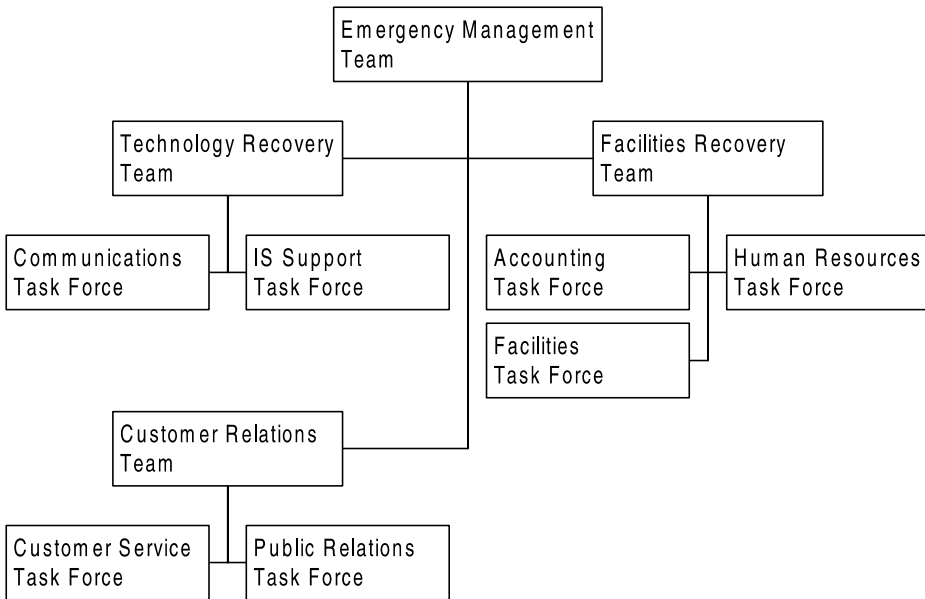 Emergency Management
Team
Technology Recovery
Team
Facilities Recovery
Team
Communications
Task Force
IS Support
Task Force
Accounting
Task Force
Human Resources
Task Force
Facilities
Task Force
Customer Relations
Team
Customer Service
Task Force
Public Relations
Task Force